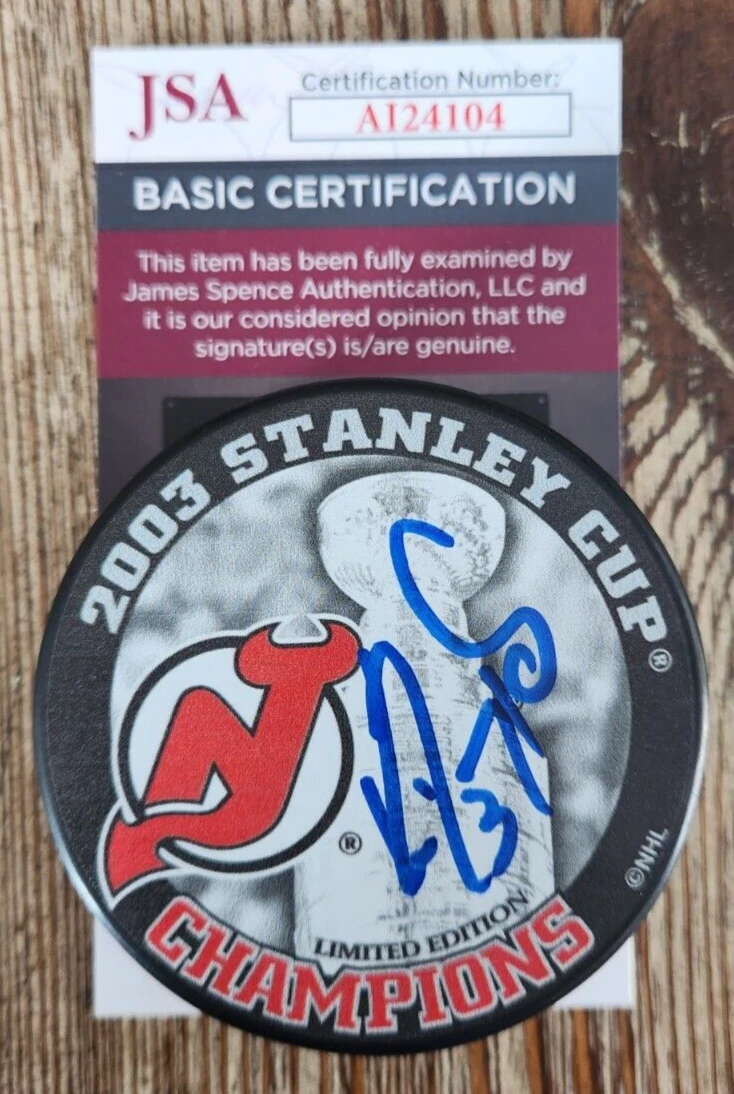 JSA
Certification Number:
AI24104
BASIC CERTIFICATION
This item has been fully examined by
James Spence Authentication, LLC and
it is our considered opinion that the
signature(s) is/are genuine.
2003 STANLEY CUP®
®
©NHL
LIMITED EDITION
CHAMPIONS